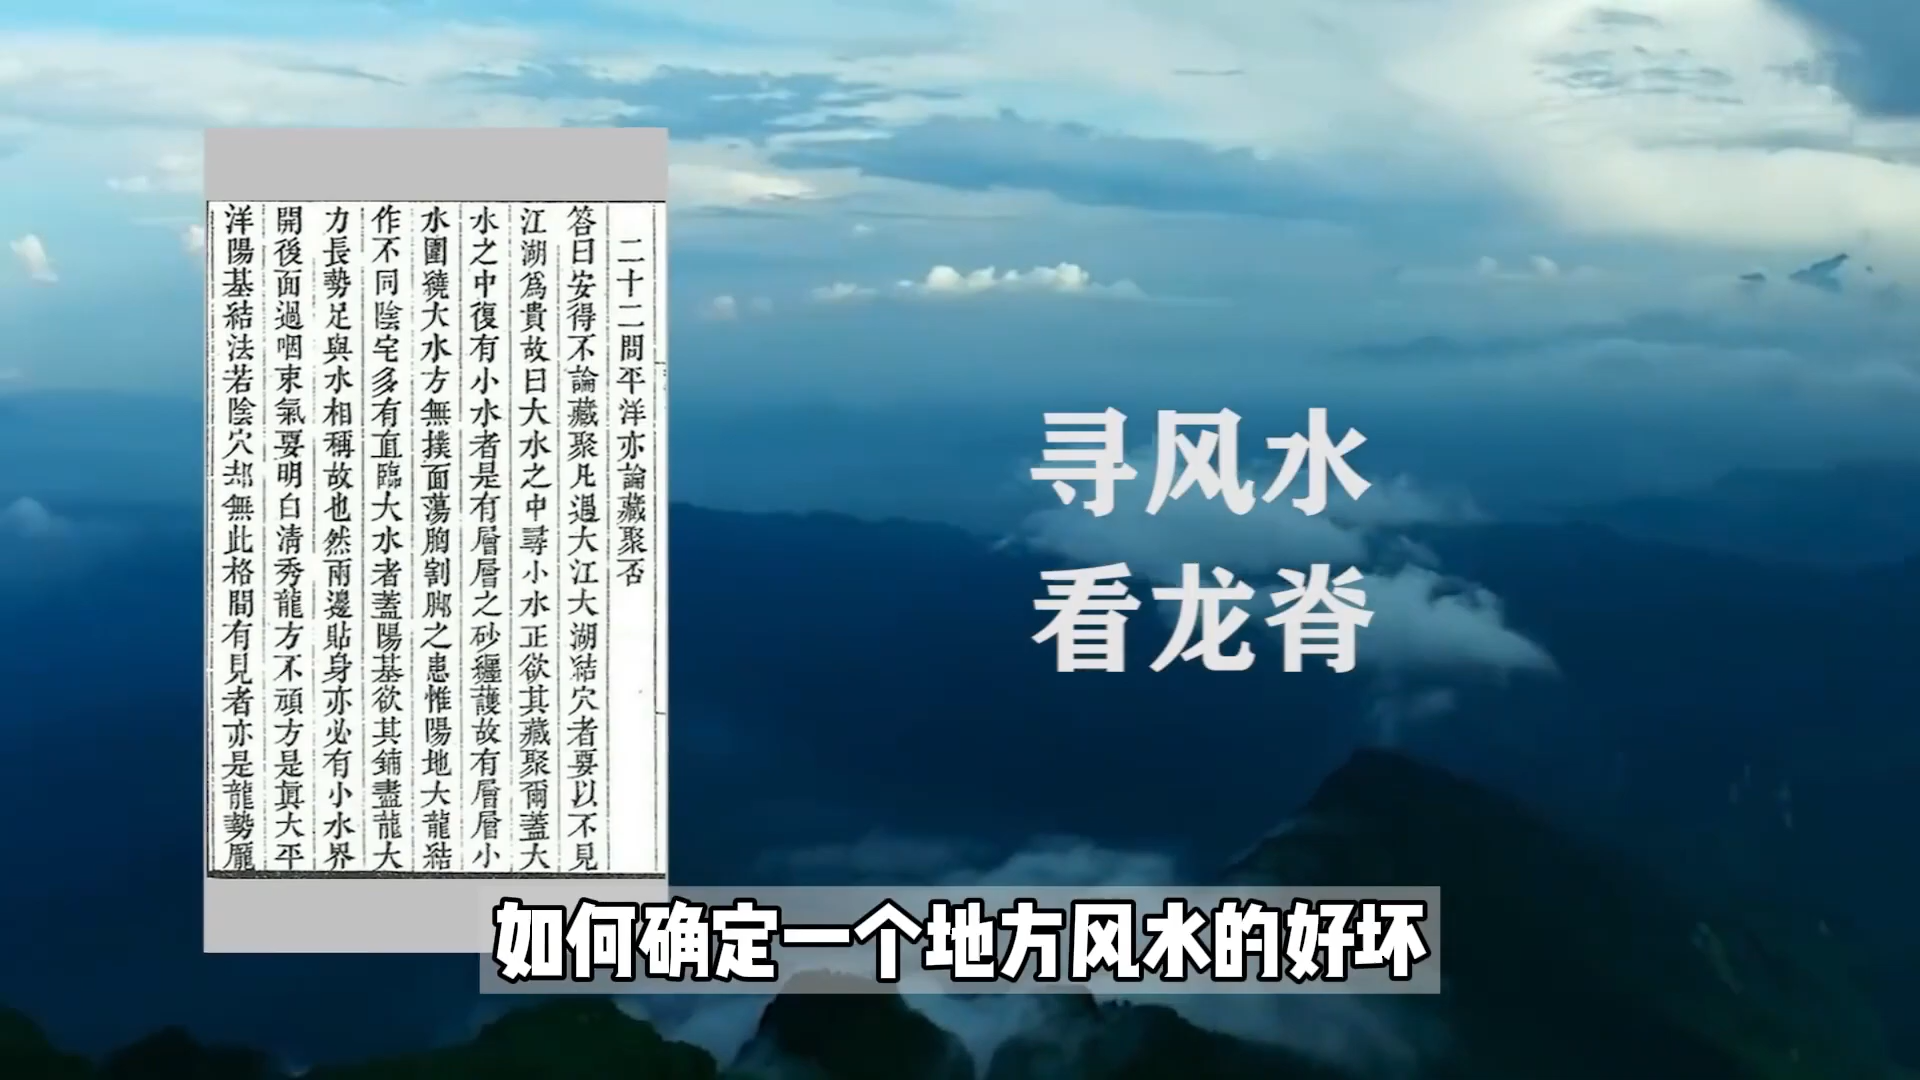 二十二問平洋亦論藏聚否
答曰安得不論藏聚凡遇大江大湖結穴者要以不見
江湖爲貴故曰大水之中尋小水正欲其藏聚爾蓋大
水之中復有小水者是有層層之砂纒護故有層層小
水圍繞大水方無撲面蕩胸割脚之患惟陽地大龍結
作不同陰宅多有直臨大水者蓋陽基欲其鋪盡龍大
力長勢足與水相稱故也然兩邊貼身亦必有小水界
開後面過咽束氣要明白清秀龍方不頑方是真大平
洋陽基結法若陰穴却無此格間有見者亦是龍勢龐
寻风水
看龙脊
如何确定一个地方风水的好坏